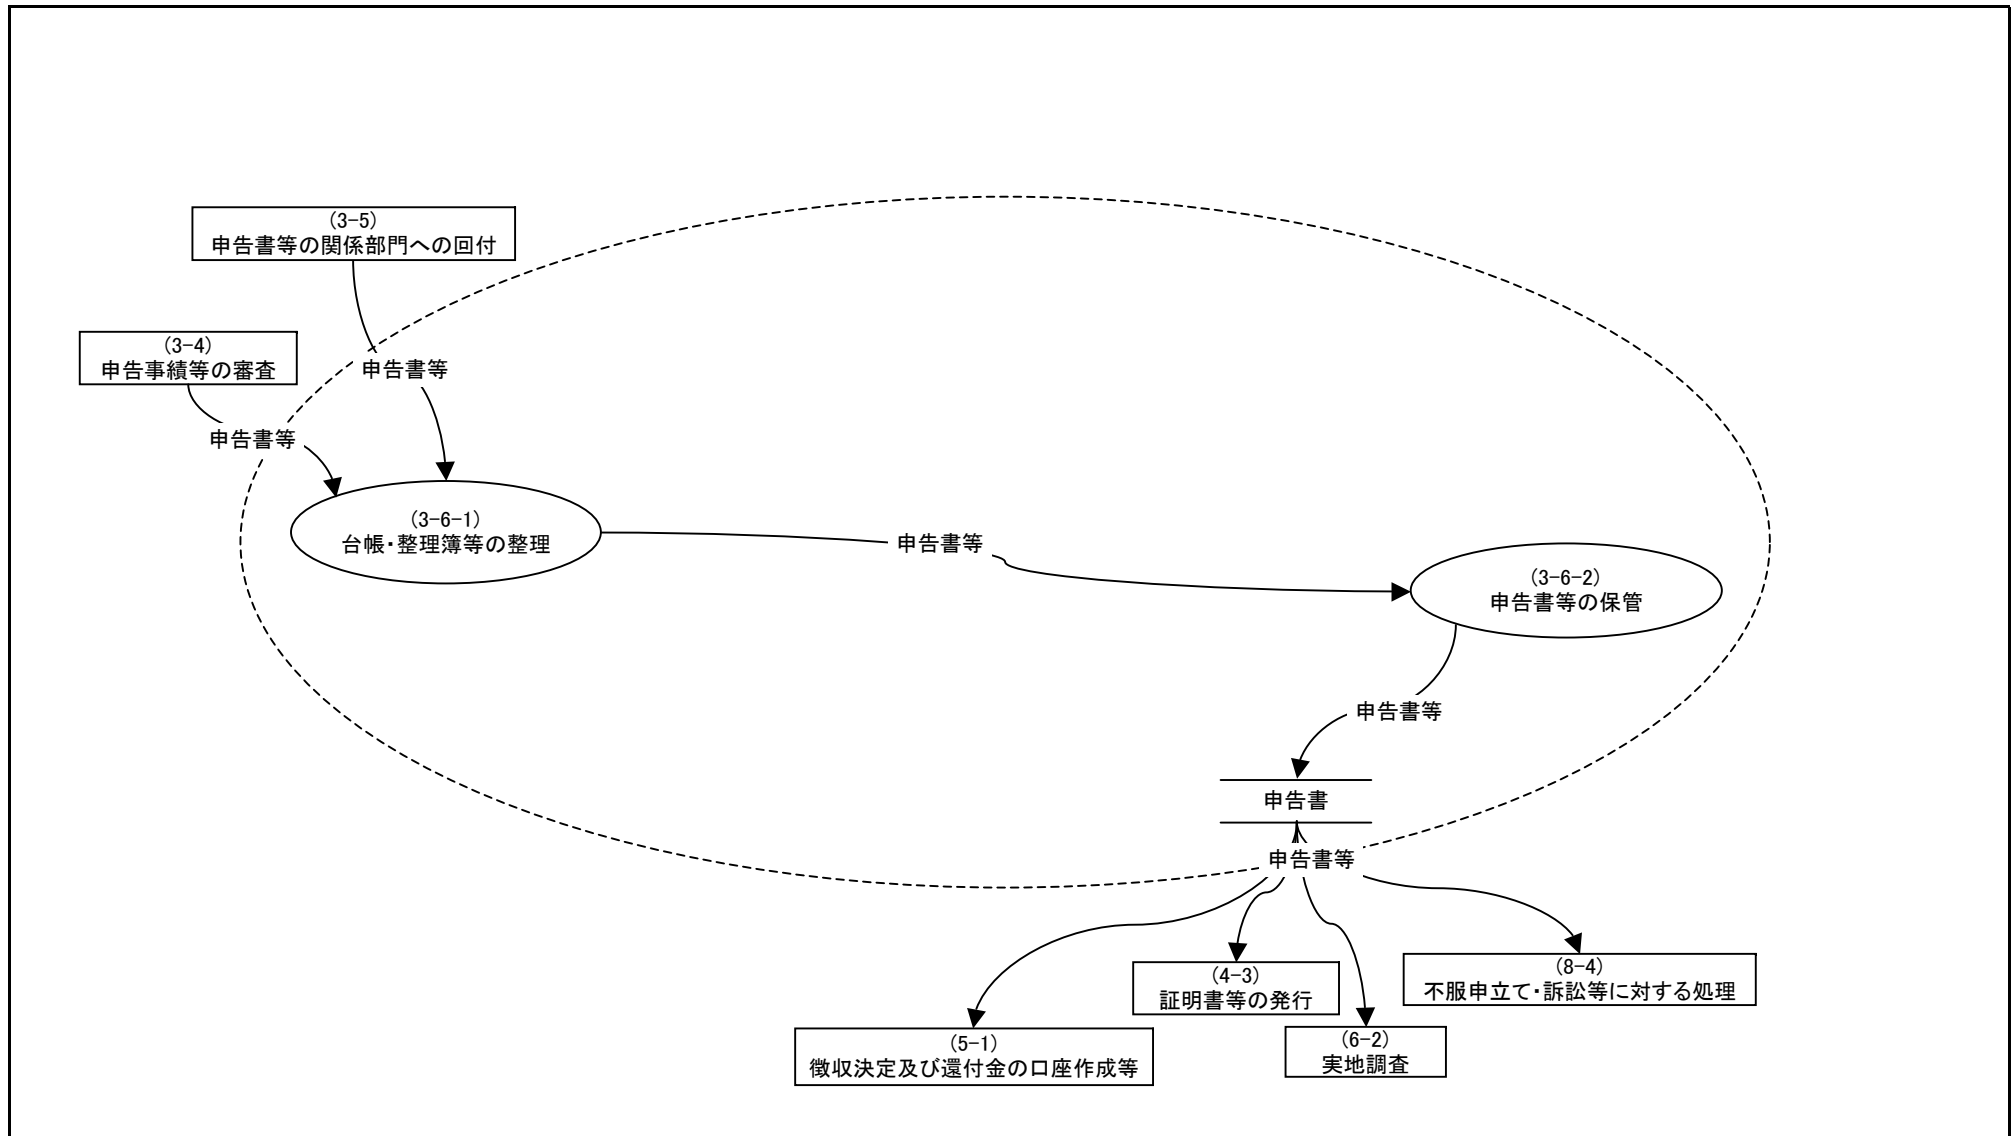 (3-5)
申告書等の関係部門への回付
(3-4)
申告事績等の審査
申告書等
申告書等
(3-6-1)
台帳・整理簿等の整理
申告書等
(3-6-2)
申告書等の保管
申告書等
申告書
申告書等
(4-3)
証明書等の発行
(8-4)
不服申立て・訴訟等に対する処理
(5-1)
徴収決定及び還付金の口座作成等
(6-2)
実地調査